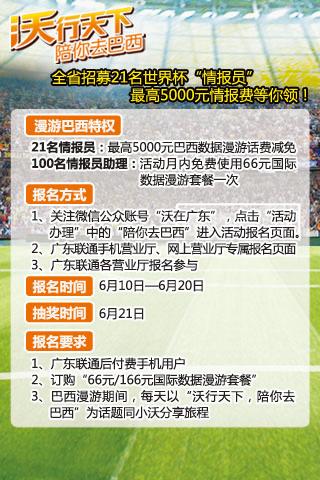 沃行天下
陪你去巴西
全省招募21名世界杯“情报员”
最高5000元情报费等你领！
漫游巴西特权
21名情报员：最高5000元巴西数据漫游话费减免
100名情报员助理：活动月内免费使用66元国际
数据漫游套餐一次
报名方式
1、关注微信公众账号“沃在广东”，点击“活动
办理”中的“陪你去巴西”进入活动报名页面。
2、广东联通手机营业厅、网上营业厅专属报名页面
3、广东联通各营业厅报名参与
报名时间 6月10日—6月20日
抽奖时间 6月21日
报名要求
1、广东联通后付费手机用户
2、订购“66元/166元国际数据漫游套餐”
3、巴西漫游期间，每天以“沃行天下，陪你去
巴西”为话题同小沃分享旅程